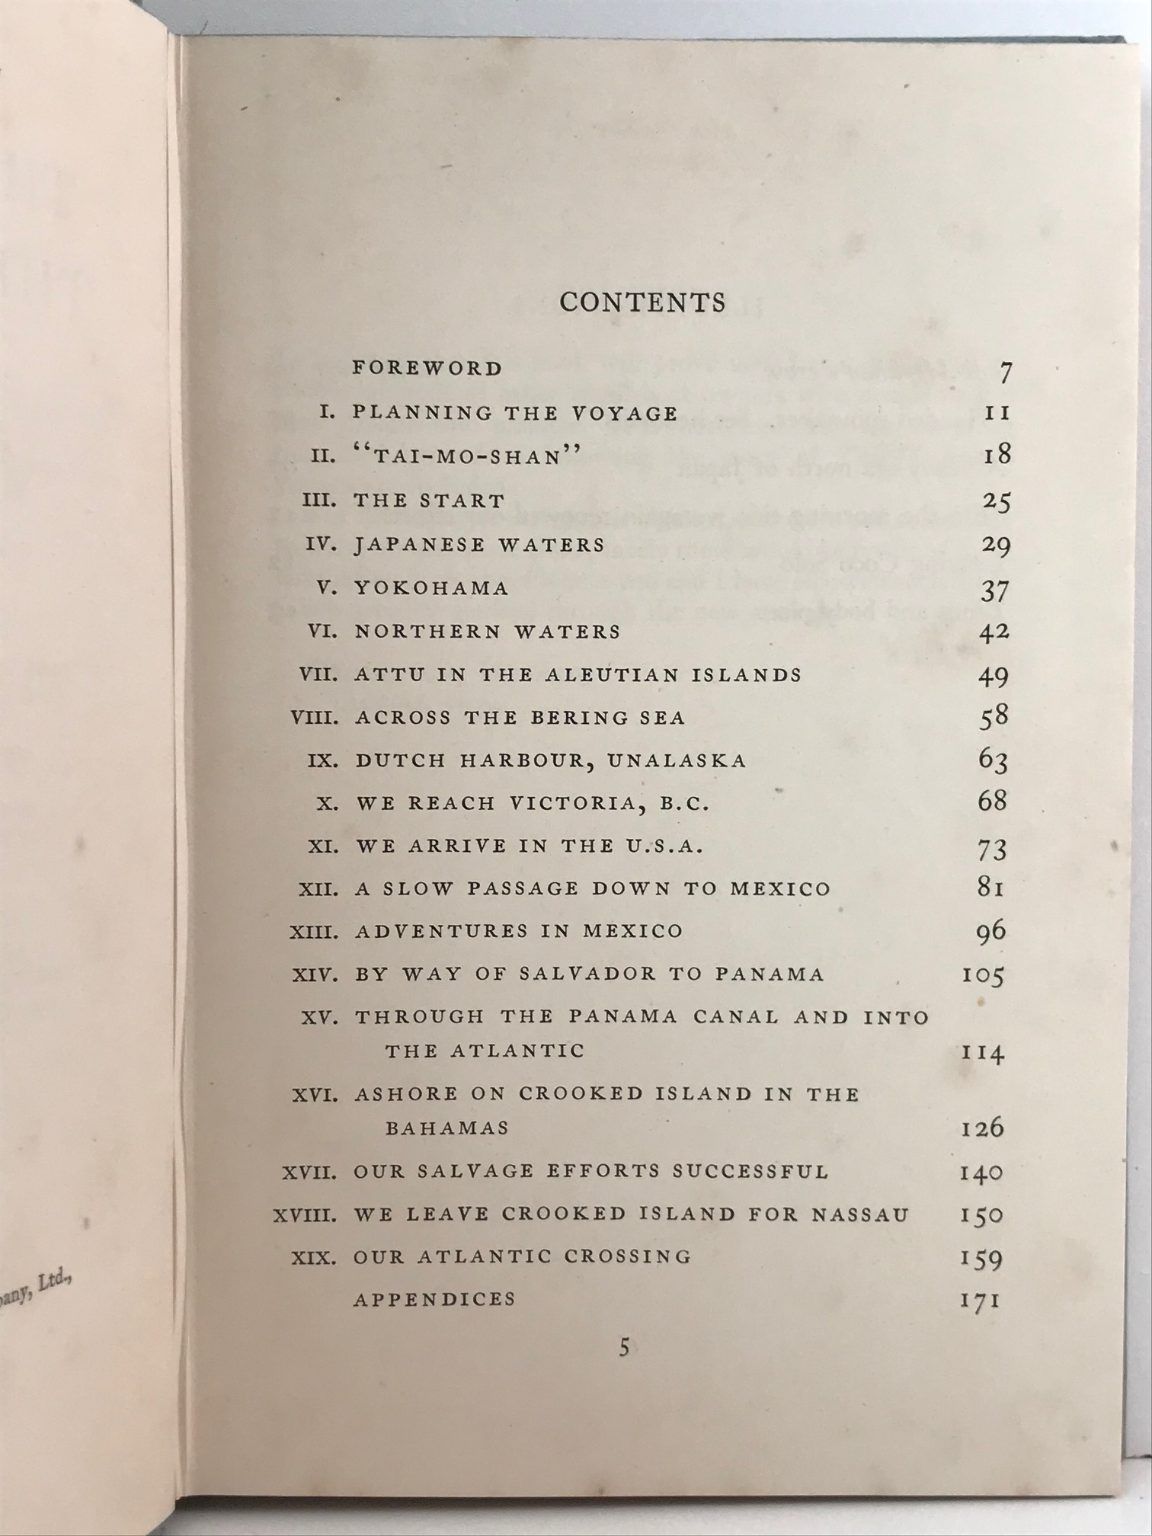 CONTENTS
FOREWORD 7
I. PLANNING THE VOYAGE 11
II. “TAI-MO-SHAN” 18
III. THE START 25
IV. JAPANESE WATERS 29
V. YOKOHAMA 37
VI. NORTHERN WATERS 42
VII. ATTU IN THE ALEUTIAN ISLANDS 49
VIII. ACROSS THE BERING SEA 58
IX. DUTCH HARBOUR, UNALASKA 63
X. WE REACH VICTORIA, B.C. 68
XI. WE ARRIVE IN THE U.S.A. 73
XII. A SLOW PASSAGE DOWN TO MEXICO 81
XIII. ADVENTURES IN MEXICO 96
XIV. BY WAY OF SALVADOR TO PANAMA 105
XV. THROUGH THE PANAMA CANAL AND INTO
THE ATLANTIC 114
XVI. ASHORE ON CROOKED ISLAND IN THE
BAHAMAS 126
XVII. OUR SALVAGE EFFORTS SUCCESSFUL 140
XVIII. WE LEAVE CROOKED ISLAND FOR NASSAU 150
XIX. OUR ATLANTIC CROSSING 159
APPENDICES 171
5
Ltd.,